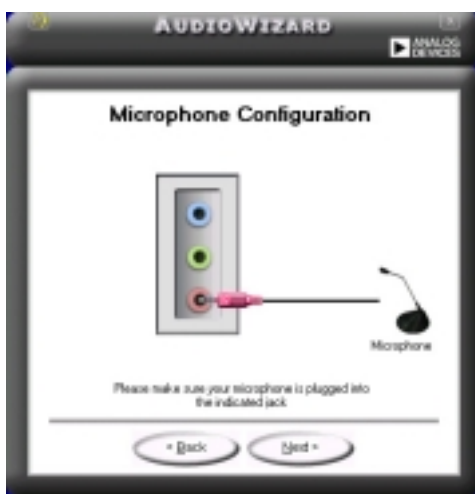 AUDIOWIZARD
ANALOG
DEVICES
Microphone Configuration
Microphone
Please make sure your microphone is plugged into
the indicated jack
< Back
Next >